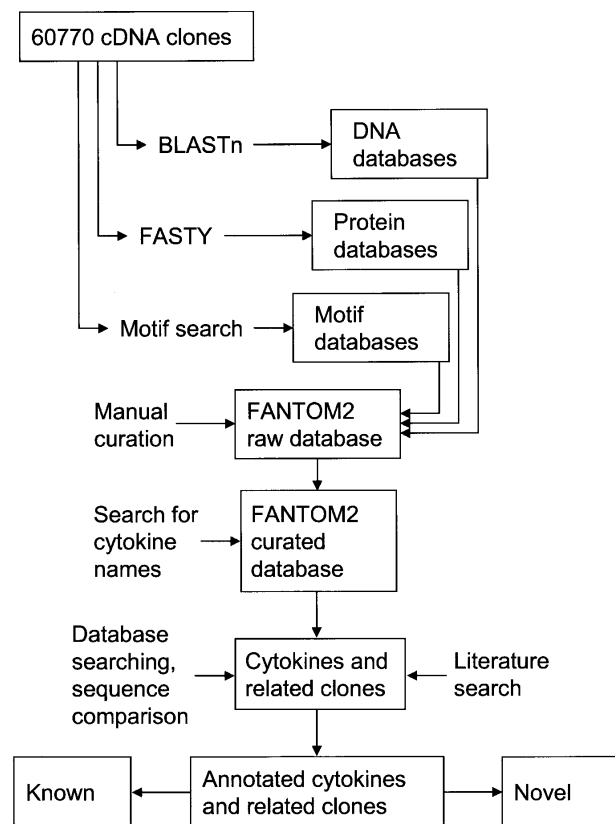 60770 cDNA clones
BLASTn
DNA
databases
FASTY
Protein
databases
Motif search
Motif
databases
Manual
curation
FANTOM2
raw database
Search for
cytokine
names
FANTOM2
curated
database
Database
searching,
sequence
comparison
Cytokines and
related clones
Literature
search
Known
Annotated cytokines
and related clones
Novel